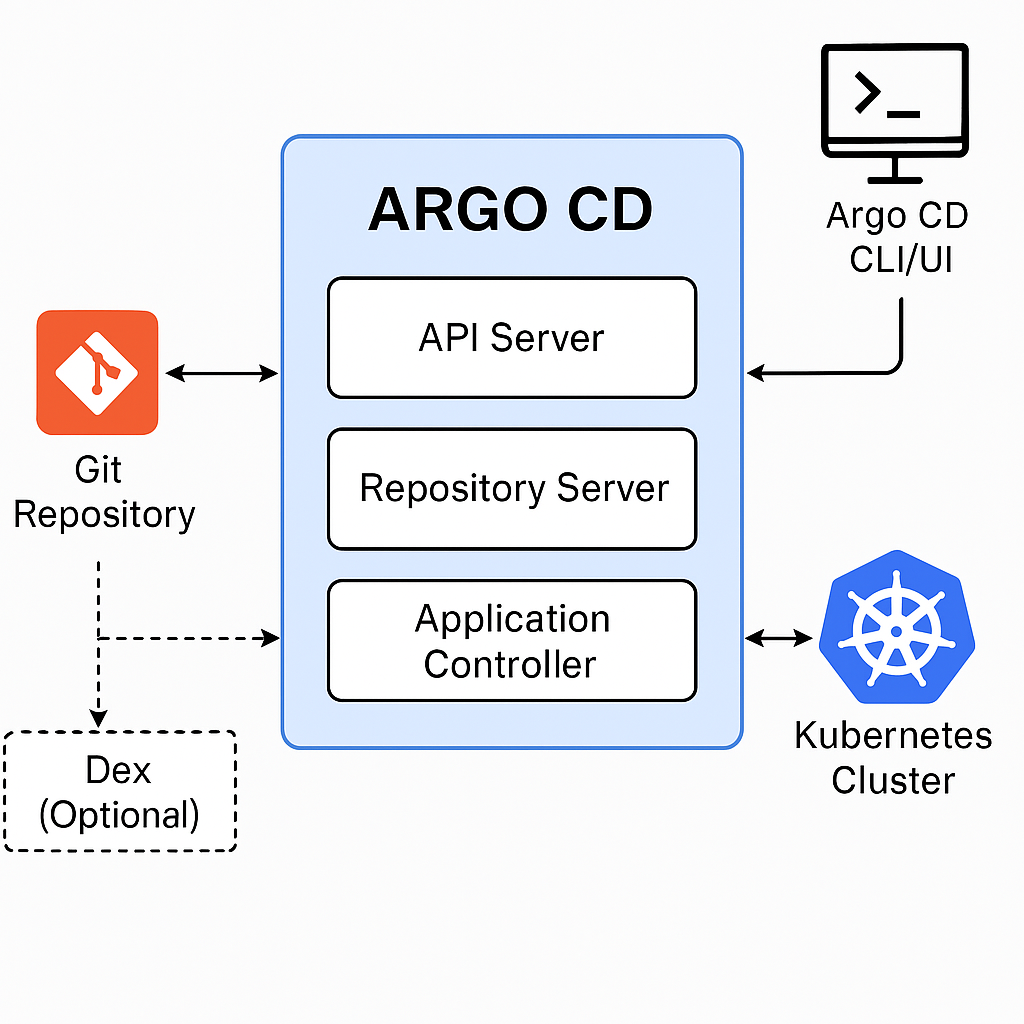 ARGO CD
API Server
Repository Server
Application
Controller
Git
Repository
Dex
(Optional)
>_
Argo CD
CLI/UI
Kubernetes
Cluster